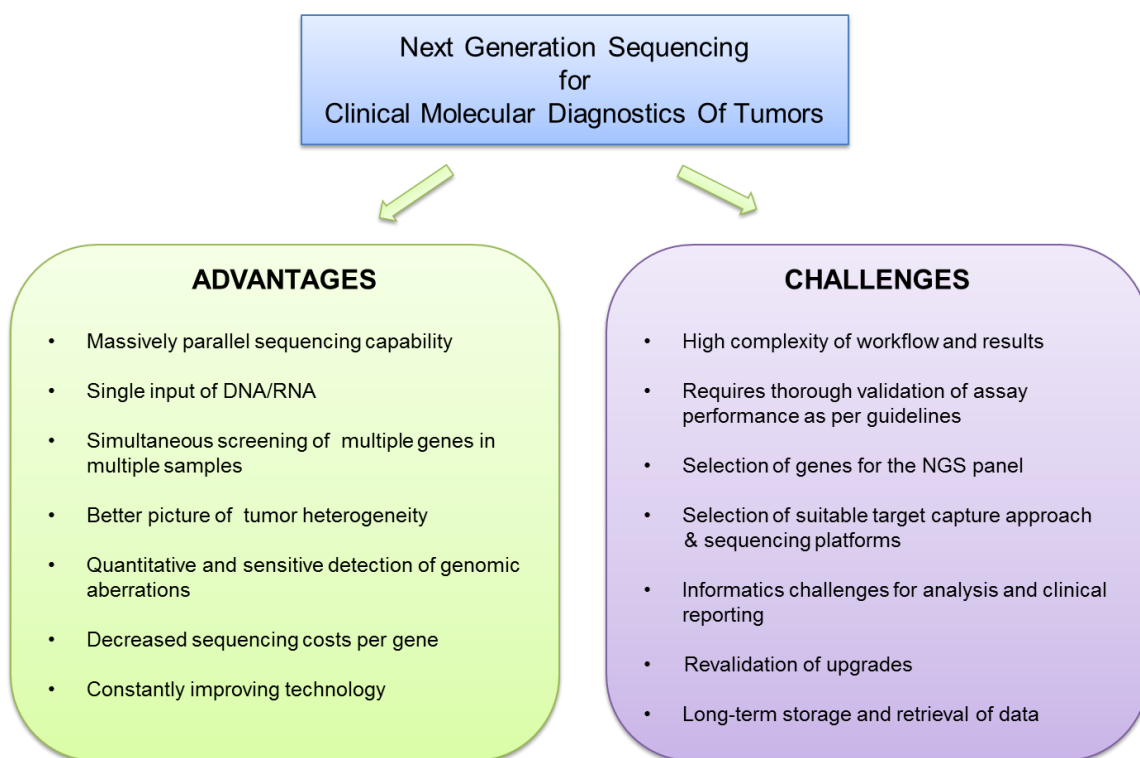 Next Generation Sequencing
for
Clinical Molecular Diagnostics Of Tumors
ADVANTAGES
• Massively parallel sequencing capability
• Single input of DNA/RNA
• Simultaneous screening of multiple genes in
multiple samples
• Better picture of tumor heterogeneity
• Quantitative and sensitive detection of genomic
aberrations
• Decreased sequencing costs per gene
• Constantly improving technology
CHALLENGES
• High complexity of workflow and results
• Requires thorough validation of assay
performance as per guidelines
• Selection of genes for the NGS panel
• Selection of suitable target capture approach
& sequencing platforms
• Informatics challenges for analysis and clinical
reporting
• Revalidation of upgrades
• Long-term storage and retrieval of data